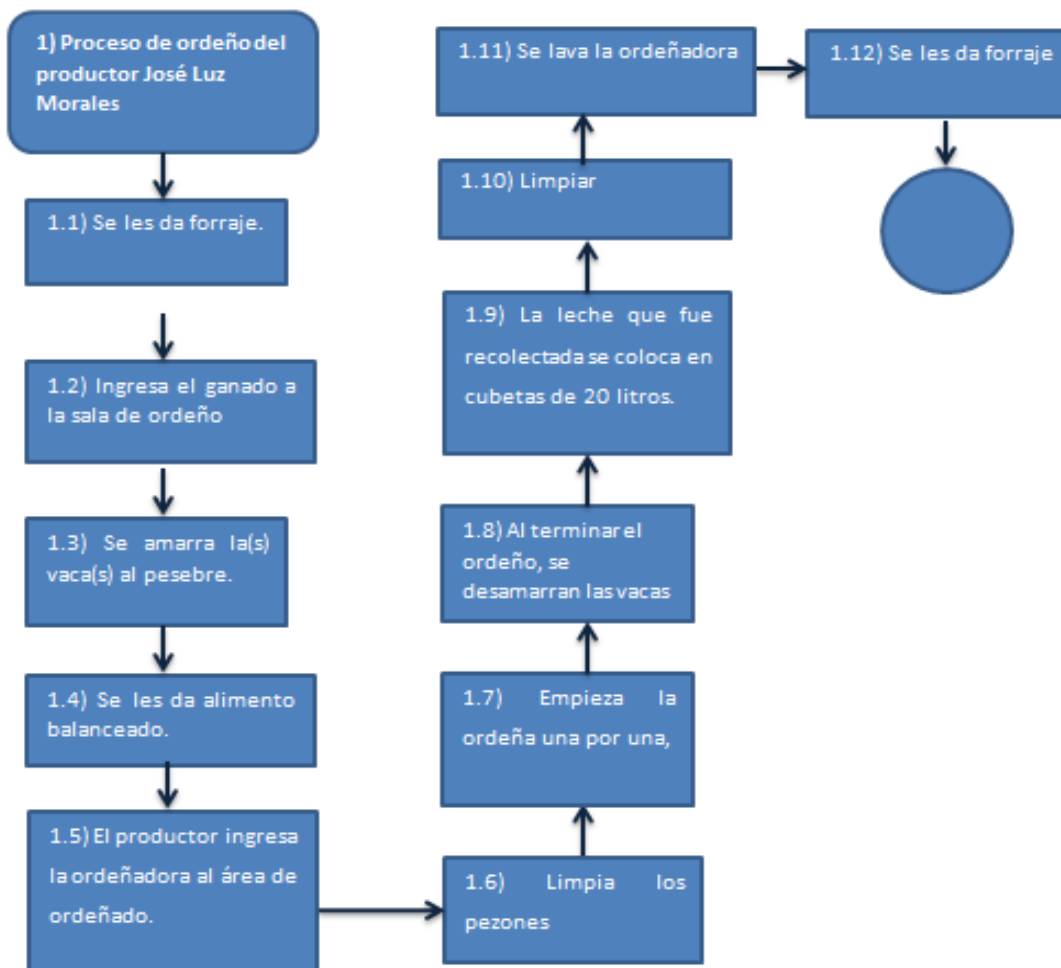 1) Proceso de ordeño del
productor José Luz
Morales
1.1) Se les da forraje.
1.2) Ingresa el ganado a
la sala de ordeño
1.3) Se amarra la(s)
vaca(s) al pesebre.
1.4) Se les da alimento
balanceado.
1.5) El productor ingresa
la ordeñadora al área de
ordeñado.
1.6) Limpia los
pezones
1.7) Empieza la
ordeña una por una,
1.8) Al terminar el
ordeño, se
desamarran las vacas
1.9) La leche que fue
recolectada se coloca en
cubetas de 20 litros.
1.10) Limpiar
1.11) Se lava la ordeñadora
1.12) Se les da forraje